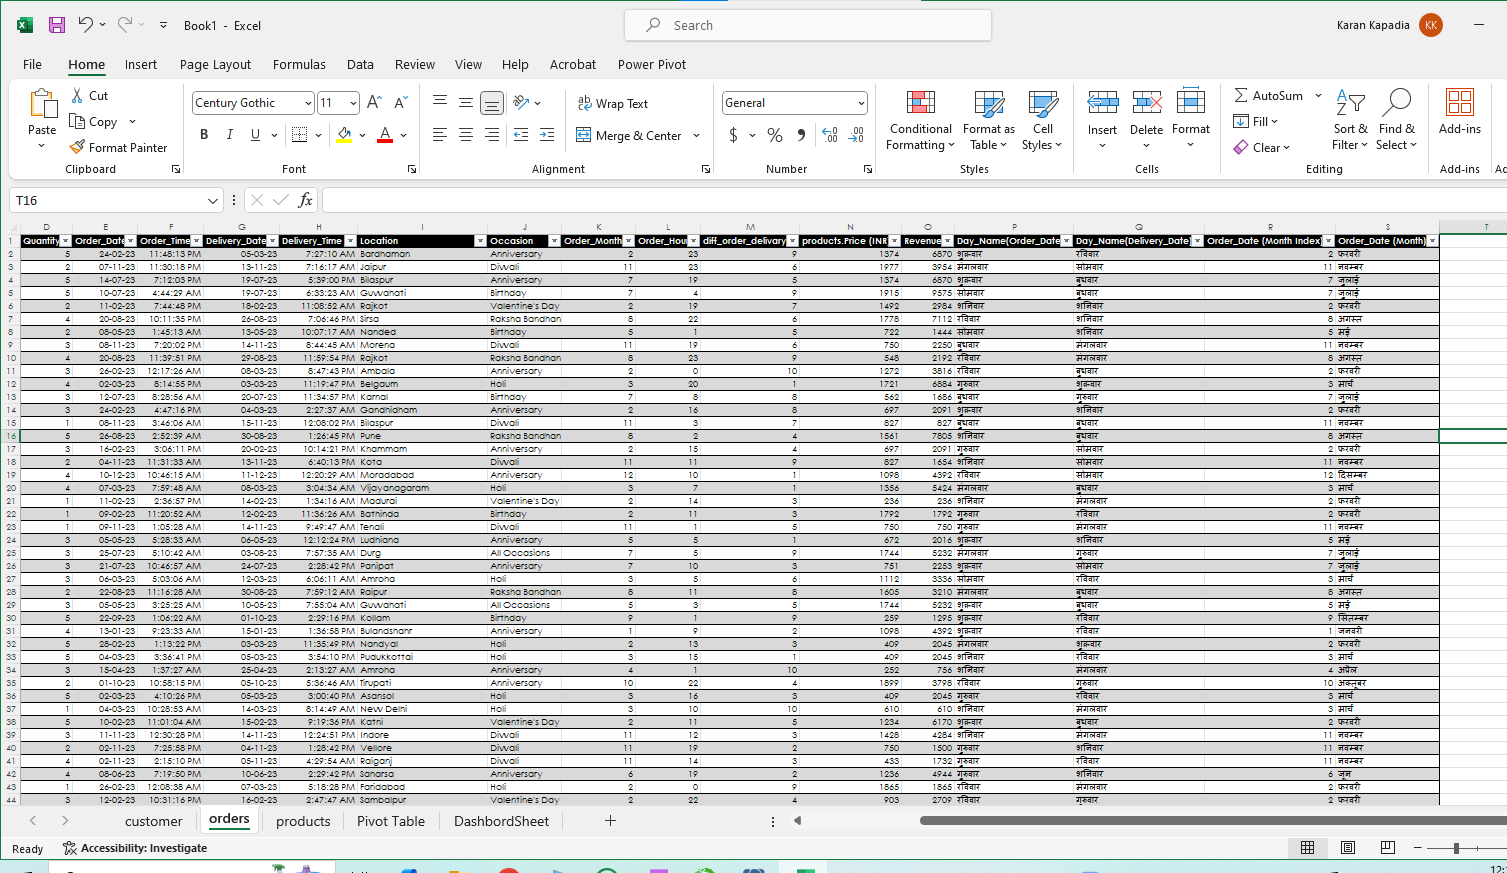 Book1 - Excel
Search
Karan Kapadia KK
File Home Insert Page Layout Formulas Data Review View Help Acrobat Power Pivot
Paste Cut Copy Format Painter Clipboard
Century Gothic 11 B I U Font
Wrap Text Merge & Center Alignment
General $ % Number
Conditional Formatting Format as Table Cell Styles Styles
Insert Delete Format Cells
AutoSum Fill Clear Sort & Filter Find & Select Editing
Add-ins Add-ins
T16 fx
D E F G H I J K L M N O P Q R S T
1 Quantity Order_Date Order_Time Delivery_Date Delivery_Time Location Occasion Order_Month Order_Hou diff_order_delivary products.Price (INR Revenue Day_Name(Order_Date Day_Name(Delivery_Date) Order_Date (Month Index) Order_Date (Month)
2 5 24-02-23 11:48:13 PM 05-03-23 7:27:10 AM Bardhaman Anniversary 2 23 9 1374 6870 शुक्रवार रविवार 2 फरवरी
3 2 07-11-23 11:30:18 PM 13-11-23 7:16:17 AM Jaipur Diwali 11 23 6 1977 3954 मंगलवार सोमवार 11 नवम्बर
4 5 14-07-23 7:12:03 PM 19-07-23 5:39:00 PM Bilaspur Anniversary 7 19 5 1374 6870 शुक्रवार बुधवार 7 जुलाई
5 5 10-07-23 4:44:29 AM 19-07-23 6:33:23 AM Guwahati Birthday 7 4 9 1915 9575 सोमवार बुधवार 7 जुलाई
6 2 11-02-23 7:44:48 PM 18-02-23 11:08:52 AM Rajkot Valentine's Day 2 19 7 1492 2984 शनिवार शनिवार 2 फरवरी
7 4 20-08-23 10:11:35 PM 26-08-23 7:06:46 PM Sirsa Raksha Bandhan 8 22 6 1778 7112 रविवार शनिवार 8 अगस्त
8 2 08-05-23 1:45:13 AM 13-05-23 10:07:17 AM Nanded Birthday 5 1 5 722 1444 सोमवार शनिवार 5 मई
9 3 08-11-23 7:20:02 PM 14-11-23 8:44:45 AM Morena Diwali 11 19 6 750 2250 बुधवार मंगलवार 11 नवम्बर
10 4 20-08-23 11:39:51 PM 29-08-23 11:59:54 PM Rajkot Raksha Bandhan 8 23 9 548 2192 रविवार मंगलवार 8 अगस्त
11 3 26-02-23 12:17:26 AM 08-03-23 8:47:43 PM Ambala Anniversary 2 0 10 1272 3816 रविवार बुधवार 2 फरवरी
12 4 02-03-23 8:14:55 PM 03-03-23 11:19:47 PM Belgaum Holi 3 20 1 1721 6884 गुरुवार शुक्रवार 3 मार्च
13 3 12-07-23 8:28:56 AM 20-07-23 11:34:57 PM Karnal Birthday 7 8 8 562 1686 बुधवार गुरुवार 7 जुलाई
14 3 24-02-23 4:47:16 PM 04-03-23 2:27:37 AM Gandhidham Anniversary 2 16 8 697 2091 शुक्रवार शनिवार 2 फरवरी
15 1 08-11-23 3:46:06 AM 15-11-23 12:08:02 PM Bilaspur Diwali 11 3 7 827 827 बुधवार बुधवार 11 नवम्बर
16 5 26-08-23 2:52:39 AM 30-08-23 1:26:45 PM Pune Raksha Bandhan 8 2 4 1561 7805 शनिवार बुधवार 8 अगस्त
17 3 16-02-23 3:06:11 PM 20-02-23 10:14:21 PM Khammam Anniversary 2 15 4 697 2091 गुरुवार सोमवार 2 फरवरी
18 2 04-11-23 11:31:33 AM 13-11-23 6:40:13 PM Kota Diwali 11 11 9 827 1654 शनिवार सोमवार 11 नवम्बर
19 4 10-12-23 10:46:15 AM 11-12-23 12:20:29 AM Moradabad Anniversary 12 10 1 1098 4392 रविवार सोमवार 12 दिसम्बर
20 4 07-03-23 7:59:48 AM 08-03-23 3:04:34 AM Vijayanagaram Holi 3 7 1 1356 5424 मंगलवार बुधवार 3 मार्च
21 1 11-02-23 2:36:57 PM 14-02-23 1:34:16 AM Madurai Valentine's Day 2 14 3 236 236 शनिवार मंगलवार 2 फरवरी
22 1 09-02-23 11:20:52 AM 12-02-23 11:36:26 AM Bathinda Birthday 2 11 3 1792 1792 गुरुवार रविवार 2 फरवरी
23 1 09-11-23 1:05:28 AM 14-11-23 9:49:47 AM Tenali Diwali 11 1 5 750 750 गुरुवार मंगलवार 11 नवम्बर
24 3 05-05-23 5:28:33 AM 06-05-23 12:12:24 PM Ludhiana Anniversary 5 5 1 672 2016 शुक्रवार शनिवार 5 मई
25 3 25-07-23 5:10:42 AM 03-08-23 7:57:35 AM Durg All Occasions 7 5 9 1744 5232 मंगलवार गुरुवार 7 जुलाई
26 3 21-07-23 10:46:57 AM 24-07-23 2:28:42 PM Panipat Anniversary 7 10 3 751 2253 शुक्रवार सोमवार 7 जुलाई
27 3 06-03-23 5:03:06 AM 12-03-23 6:06:11 AM Amroha Holi 3 5 6 1112 3336 सोमवार रविवार 3 मार्च
28 2 22-08-23 11:16:28 AM 30-08-23 7:59:12 AM Raipur Raksha Bandhan 8 11 8 1605 3210 मंगलवार बुधवार 8 अगस्त
29 3 05-05-23 3:25:25 AM 10-05-23 7:55:04 AM Guwahati All Occasions 5 3 5 1744 5232 शुक्रवार बुधवार 5 मई
30 5 22-09-23 1:06:22 AM 01-10-23 2:29:16 PM Kollam Birthday 9 1 9 259 1295 शुक्रवार रविवार 9 सितम्बर
31 4 13-01-23 9:23:33 AM 15-01-23 1:36:58 PM Bulandshahr Anniversary 1 9 2 1098 4392 शुक्रवार रविवार 1 जनवरी
32 5 28-02-23 1:13:22 PM 03-03-23 11:35:49 PM Nandyal Holi 2 13 3 409 2045 मंगलवार शुक्रवार 2 फरवरी
33 5 04-03-23 3:36:41 PM 05-03-23 3:54:10 PM Pudukkottai Holi 3 15 1 409 2045 शनिवार रविवार 3 मार्च
34 3 15-04-23 1:37:27 AM 25-04-23 2:13:27 AM Amroha Anniversary 4 1 10 252 756 शनिवार मंगलवार 4 अप्रैल
35 2 01-10-23 10:58:15 PM 05-10-23 5:36:46 AM Tirupati Anniversary 10 22 4 1899 3798 रविवार गुरुवार 10 अक्तूबर
36 5 02-03-23 4:10:26 PM 05-03-23 3:00:40 PM Asansol Holi 3 16 3 409 2045 गुरुवार रविवार 3 मार्च
37 1 04-03-23 10:28:53 AM 14-03-23 8:14:49 AM New Delhi Holi 3 10 10 610 610 शनिवार मंगलवार 3 मार्च
38 5 10-02-23 11:01:04 AM 15-02-23 9:19:36 PM Katni Valentine's Day 2 11 5 1234 6170 शुक्रवार बुधवार 2 फरवरी
39 3 11-11-23 12:30:28 PM 14-11-23 12:24:51 PM Indore Diwali 11 12 3 1428 4284 शनिवार मंगलवार 11 नवम्बर
40 2 02-11-23 7:25:58 PM 04-11-23 1:28:42 PM Vellore Diwali 11 19 2 750 1500 गुरुवार शनिवार 11 नवम्बर
41 4 02-11-23 2:15:10 PM 05-11-23 4:29:54 AM Raiganj Diwali 11 14 3 433 1732 गुरुवार रविवार 11 नवम्बर
42 4 08-06-23 7:19:50 PM 10-06-23 2:29:42 PM Saharsa Anniversary 6 19 2 1236 4944 गुरुवार शनिवार 6 जून
43 1 26-02-23 12:08:38 AM 07-03-23 5:18:28 PM Faridabad Holi 2 0 9 1865 1865 रविवार मंगलवार 2 फरवरी
44 3 12-02-23 10:31:16 PM 16-02-23 2:47:47 AM Sambalpur Valentine's Day 2 22 4 903 2709 रविवार गुरुवार 2 फरवरी
customer orders products Pivot Table DashbordSheet
Ready Accessibility: Investigate